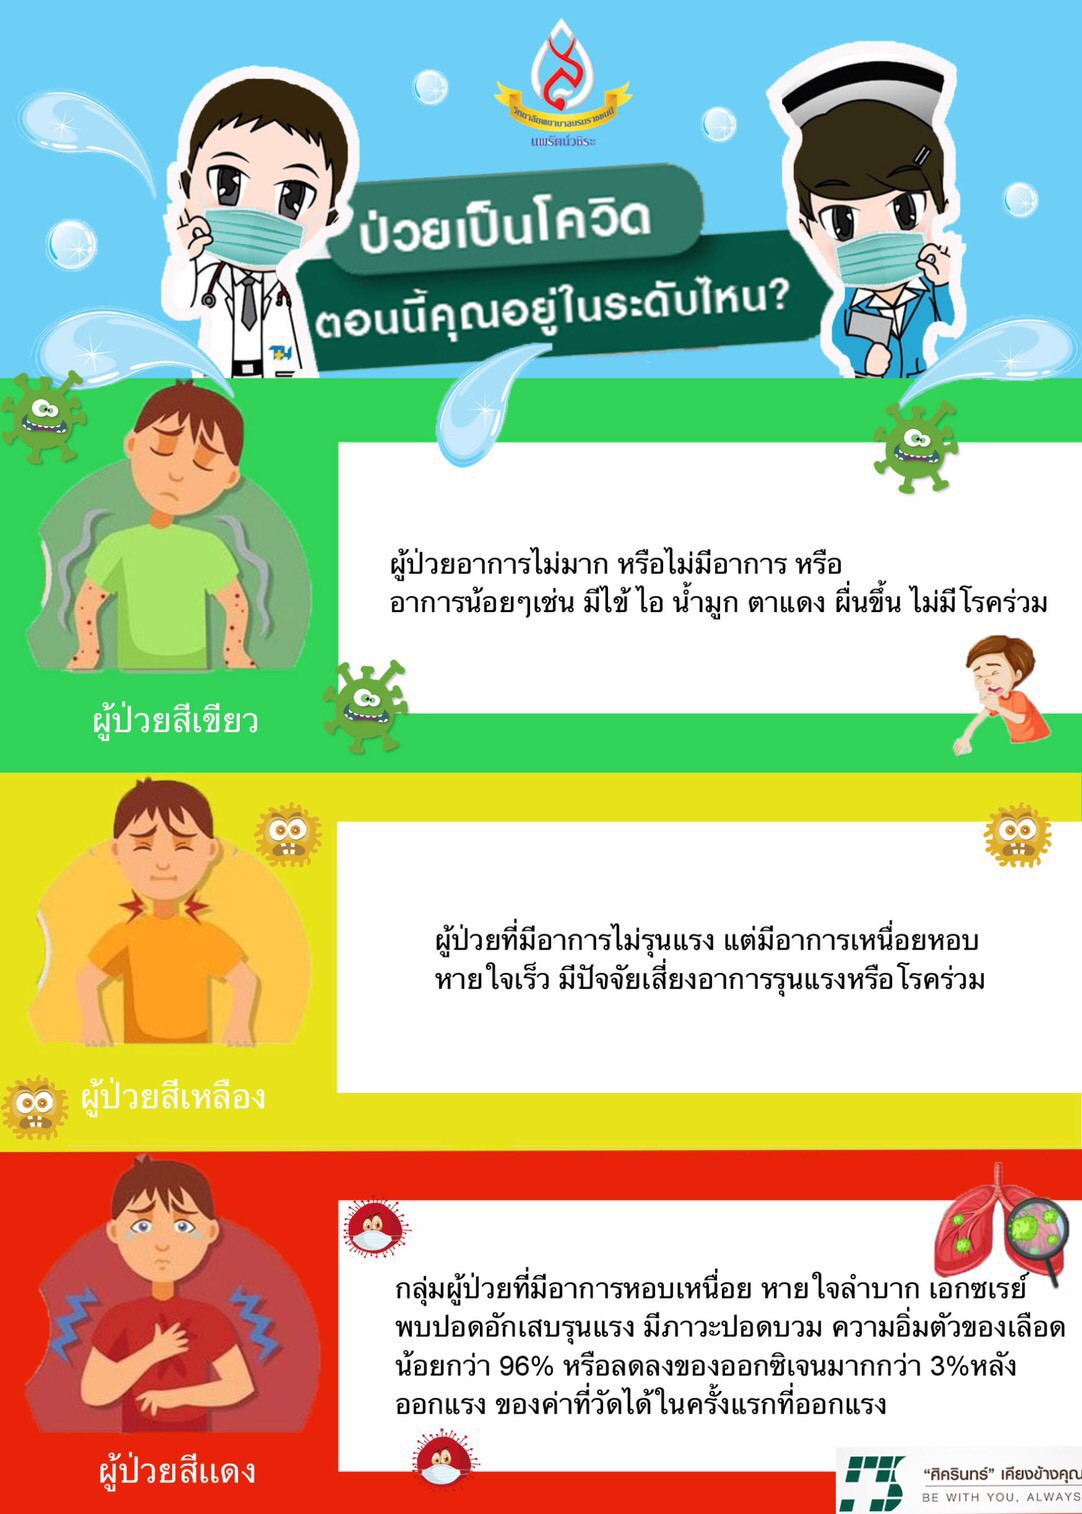 วิทยาลัยพยาบาลบรมราชชนนี
นพรัตน์วชิระ
ป่วยเป็นโควิด
ตอนนี้คุณอยู่ในระดับไหน?
ผู้ป่วยอาการไม่มาก หรือไม่มีอาการ หรือ
อาการน้อยๆเช่น มีไข้ ไอ น้ำมูก ตาแดง ผื่นขึ้น ไม่มีโรคร่วม
ผู้ป่วยสีเขียว
ผู้ป่วยที่มีอาการไม่รุนแรง แต่มีอาการเหนื่อยหอบ
หายใจเร็ว มีปัจจัยเสี่ยงอาการรุนแรงหรือโรคร่วม
ผู้ป่วยสีเหลือง
กลุ่มผู้ป่วยที่มีอาการหอบเหนื่อย หายใจลำบาก เอกซเรย์
พบปอดอักเสบรุนแรง มีภาวะปอดบวม ความอิ่มตัวของเลือด
น้อยกว่า 96% หรือลดลงของออกซิเจนมากกว่า 3%หลัง
ออกแรง ของค่าที่วัดได้ในครั้งแรกที่ออกแรง
ผู้ป่วยสีแดง
“ศิครินทร์” เคียงข้างคุณ
BE WITH YOU, ALWAYS